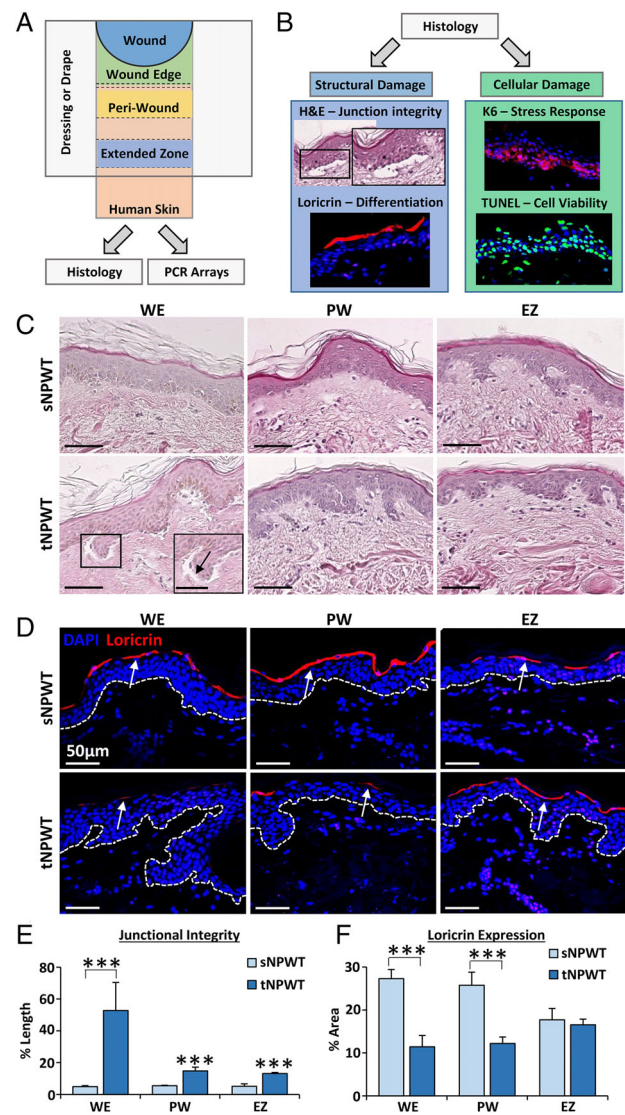 A
Wound
Wound Edge
Peri-Wound
Extended Zone
Human Skin
Dressing or Drape
Histology
PCR Arrays
B
Histology
Structural Damage
Cellular Damage
H&E – Junction integrity
Loricrin – Differentiation
K6 – Stress Response
TUNEL – Cell Viability
C
WE
PW
EZ
sNPWT
tNPWT
D
WE
PW
EZ
DAPI Loricrin
sNPWT
50μm
tNPWT
E
Junctional Integrity
***
sNPWT
tNPWT
% Length
80
60
40
20
0
***
***
WE
PW
EZ
F
Loricrin Expression
***
***
sNPWT
tNPWT
% Area
30
20
10
0
WE
PW
EZ